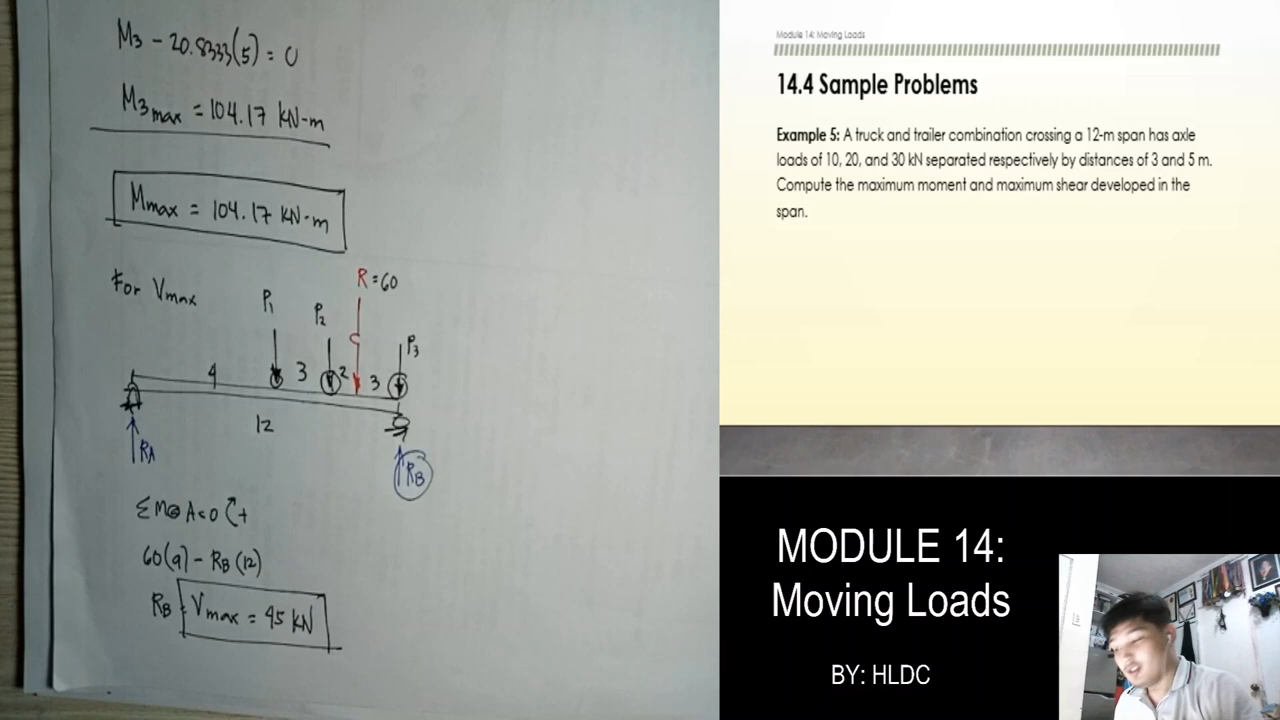 M3 - 20.8333(5) = 0
M3max = 104.17 kN-m
Mmax = 104.17 kN-m
For Vmax
R = 60
P1
P2
P3
4
3
2
3
12
RA
RB
ΣM@A=0 +
60(9) - RB(12)
RB = Vmax = 45 kN
Module 14: Moving Loads
14.4 Sample Problems
Example 5: A truck and trailer combination crossing a 12-m span has axle
loads of 10, 20, and 30 kN separated respectively by distances of 3 and 5 m.
Compute the maximum moment and maximum shear developed in the
span.
MODULE 14:
Moving Loads
BY: HLDC